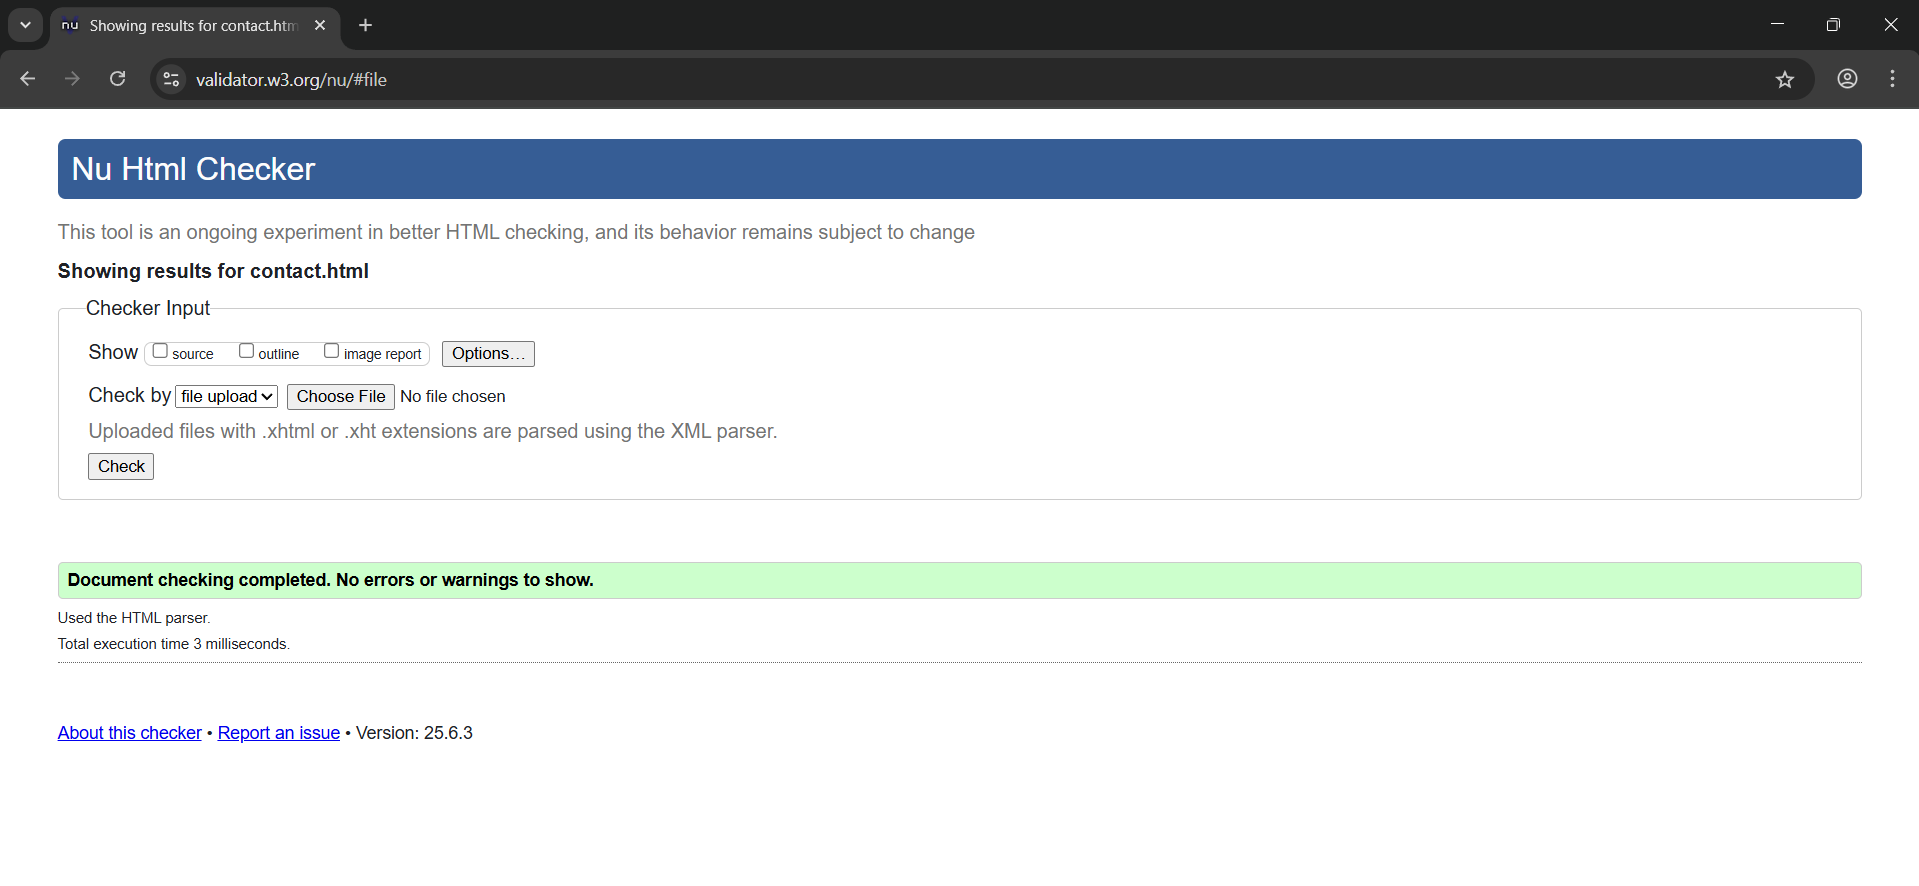 nu Showing results for contact.htm
validator.w3.org/nu/#file
Nu Html Checker
This tool is an ongoing experiment in better HTML checking, and its behavior remains subject to change
Showing results for contact.html
Checker Input
Show source outline image report Options...
Check by file upload Choose File No file chosen
Uploaded files with .xhtml or .xht extensions are parsed using the XML parser.
Check
Document checking completed. No errors or warnings to show.
Used the HTML parser.
Total execution time 3 milliseconds.
About this checker • Report an issue • Version: 25.6.3